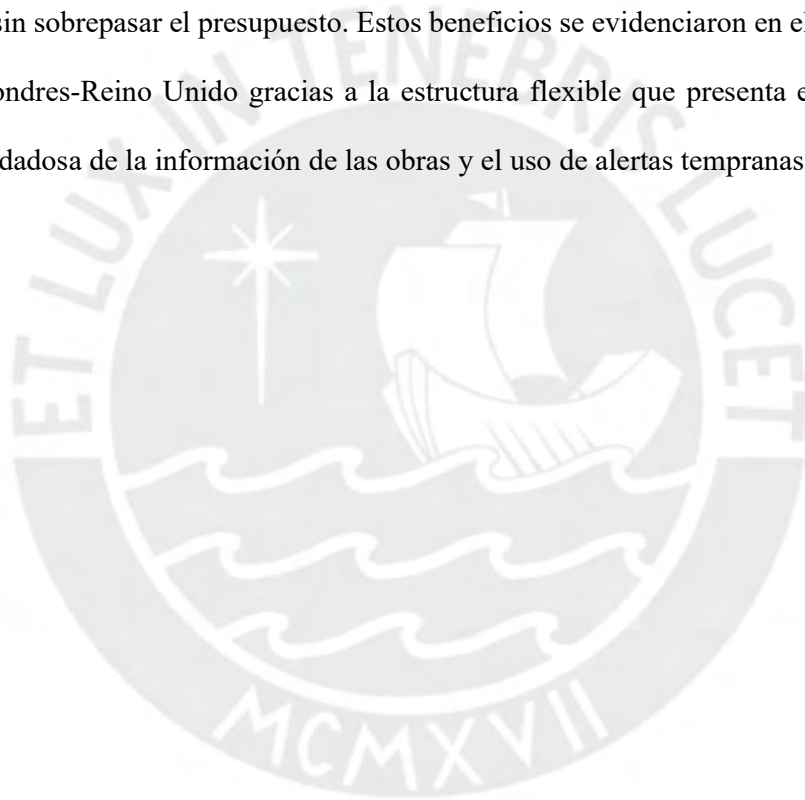 sin sobrepasar el presupuesto. Estos beneficios se evidenciaron en el
ondres-Reino Unido gracias a la estructura flexible que presenta e
dadosa de la información de las obras y el uso de alertas tempranas
ET LUX IN TENEBRIS LUCET
MCMXVII